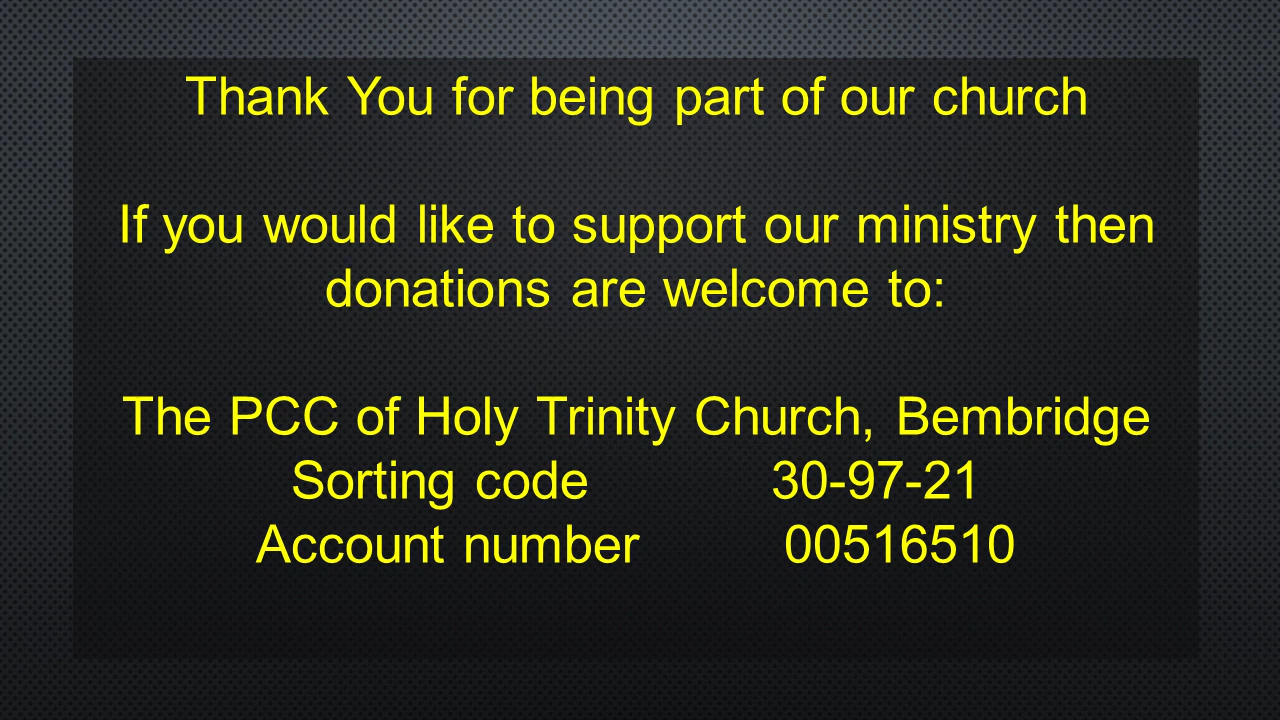 Thank You for being part of our church
If you would like to support our ministry then
donations are welcome to:
The PCC of Holy Trinity Church, Bembridge
Sorting code 30-97-21
Account number 00516510